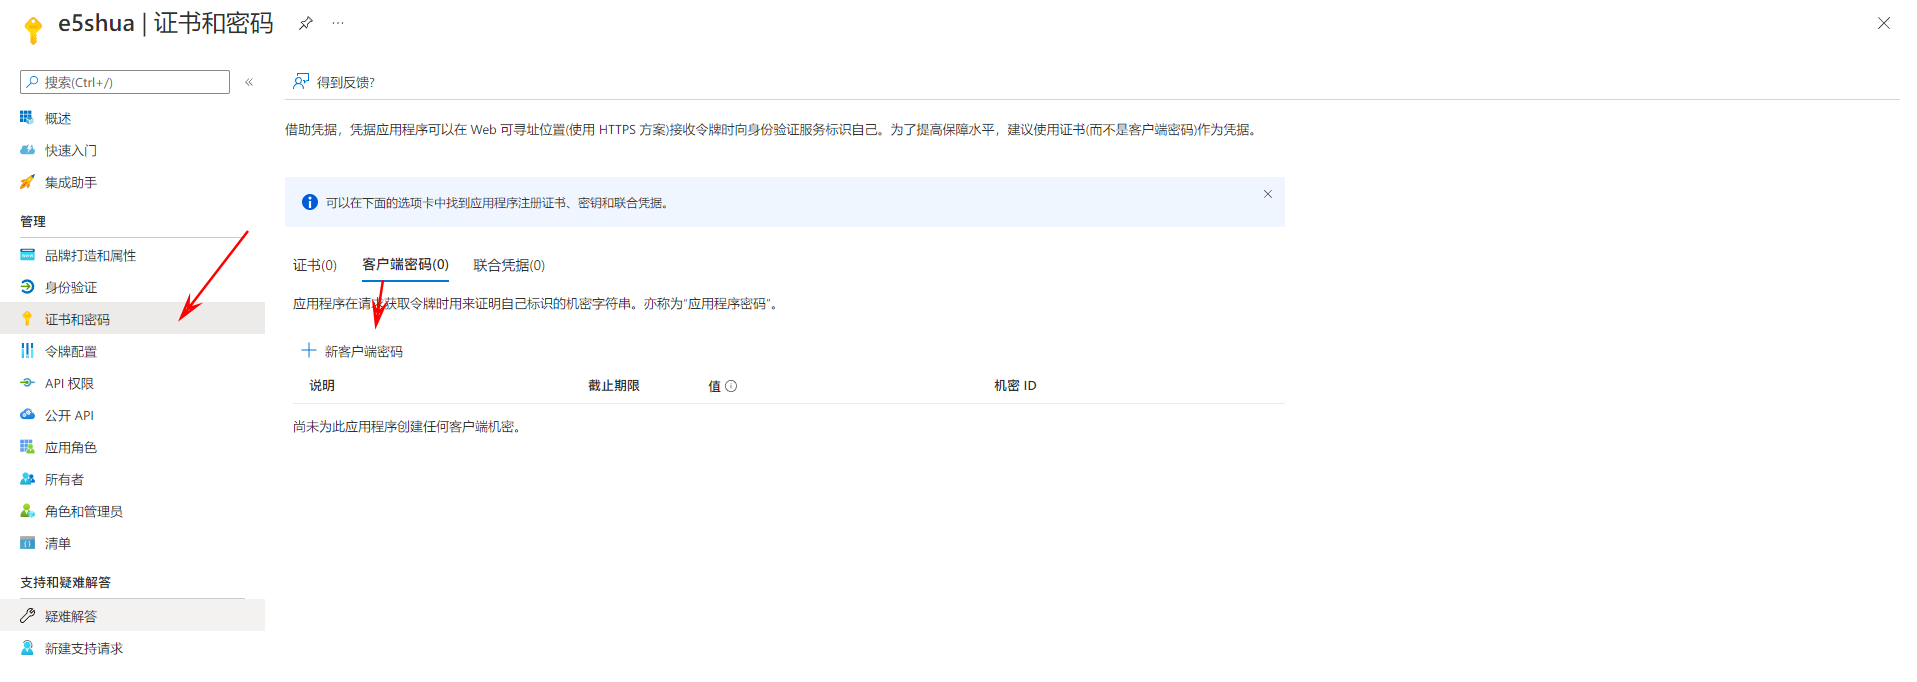 e5shua | 证书和密码
搜索(Ctrl+/)
概述
快速入门
集成助手
管理
品牌打造和属性
身份验证
证书和密码
令牌配置
API 权限
公开 API
应用角色
所有者
角色和管理员
清单
支持和疑难解答
疑难解答
新建支持请求
得到反馈?
借助凭据，凭据应用程序可以在 Web 可寻址位置(使用 HTTPS 方案)接收令牌时向身份验证服务标识自己。为了提高保障水平，建议使用证书(而不是客户端密码)作为凭据。
可以在下面的选项卡中找到应用程序注册证书、密钥和联合凭据。
证书(0) 客户端密码(0) 联合凭据(0)
应用程序在请求获取令牌时用来证明自己标识的机密字符串。亦称为“应用程序密码”。
新客户端密码
说明 截止期限 值 机密 ID
尚未为此应用程序创建任何客户端机密。